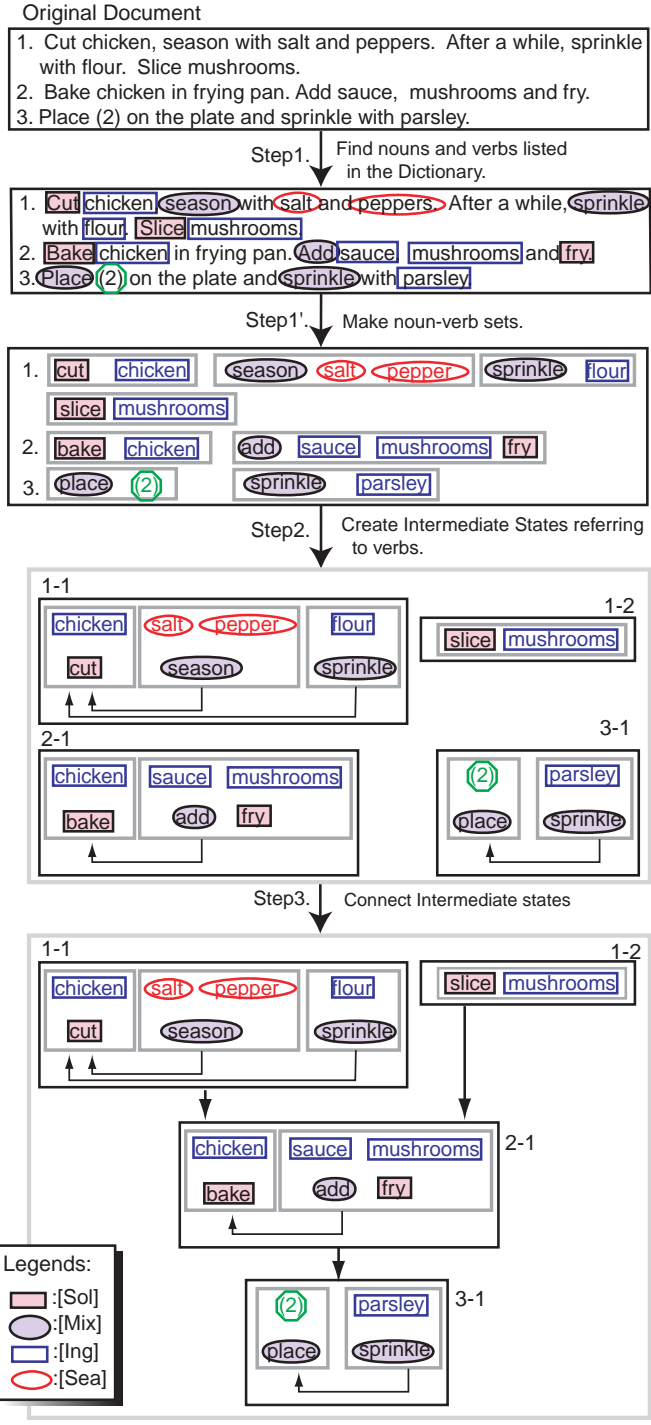 Original Document
1. Cut chicken, season with salt and peppers. After a while, sprinkle
with flour. Slice mushrooms.
2. Bake chicken in frying pan. Add sauce, mushrooms and fry.
3. Place (2) on the plate and sprinkle with parsley.
Step1. Find nouns and verbs listed
in the Dictionary.
1. Cut chicken season with salt and peppers. After a while, sprinkle
with flour. Slice mushrooms.
2. Bake chicken in frying pan. Add sauce, mushrooms and fry.
3. Place (2) on the plate and sprinkle with parsley.
Step1'. Make noun-verb sets.
1. cut chicken season salt pepper sprinkle flour
slice mushrooms
2. bake chicken add sauce mushrooms fry
3. place (2) sprinkle parsley
Step2. Create Intermediate States referring
to verbs.
1-1
chicken salt pepper flour
cut season sprinkle
1-2
slice mushrooms
2-1
chicken sauce mushrooms
bake add fry
3-1
(2) parsley
place sprinkle
Step3. Connect Intermediate states
1-1
chicken salt pepper flour
cut season sprinkle
1-2
slice mushrooms
2-1
chicken sauce mushrooms
bake add fry
3-1
(2) parsley
place sprinkle
Legends:
:[Sol]
:[Mix]
:[Ing]
:[Sea]